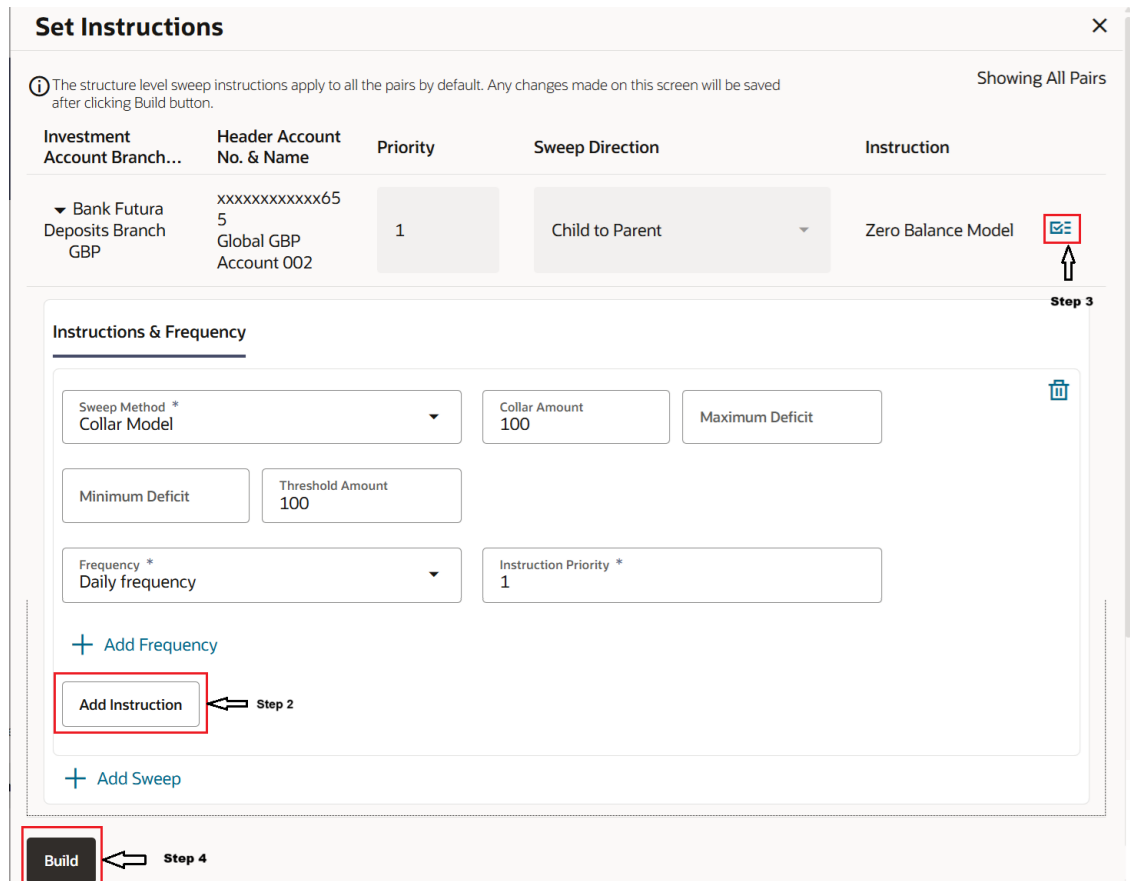 Set Instructions
The structure level sweep instructions apply to all the pairs by default. Any changes made on this screen will be saved
after clicking Build button.
Showing All Pairs
Investment
Account Branch...
Header Account
No. & Name
Priority
Sweep Direction
Instruction
Bank Futura
Deposits Branch
GBP
xxxxxxxxxxxx65
5
Global GBP
Account 002
1
Child to Parent
Zero Balance Model
Step 3
Instructions & Frequency
Sweep Method *
Collar Model
Collar Amount
100
Maximum Deficit
Minimum Deficit
Threshold Amount
100
Frequency *
Daily frequency
Instruction Priority *
1
Add Frequency
Add Instruction
Step 2
Add Sweep
Build
Step 4